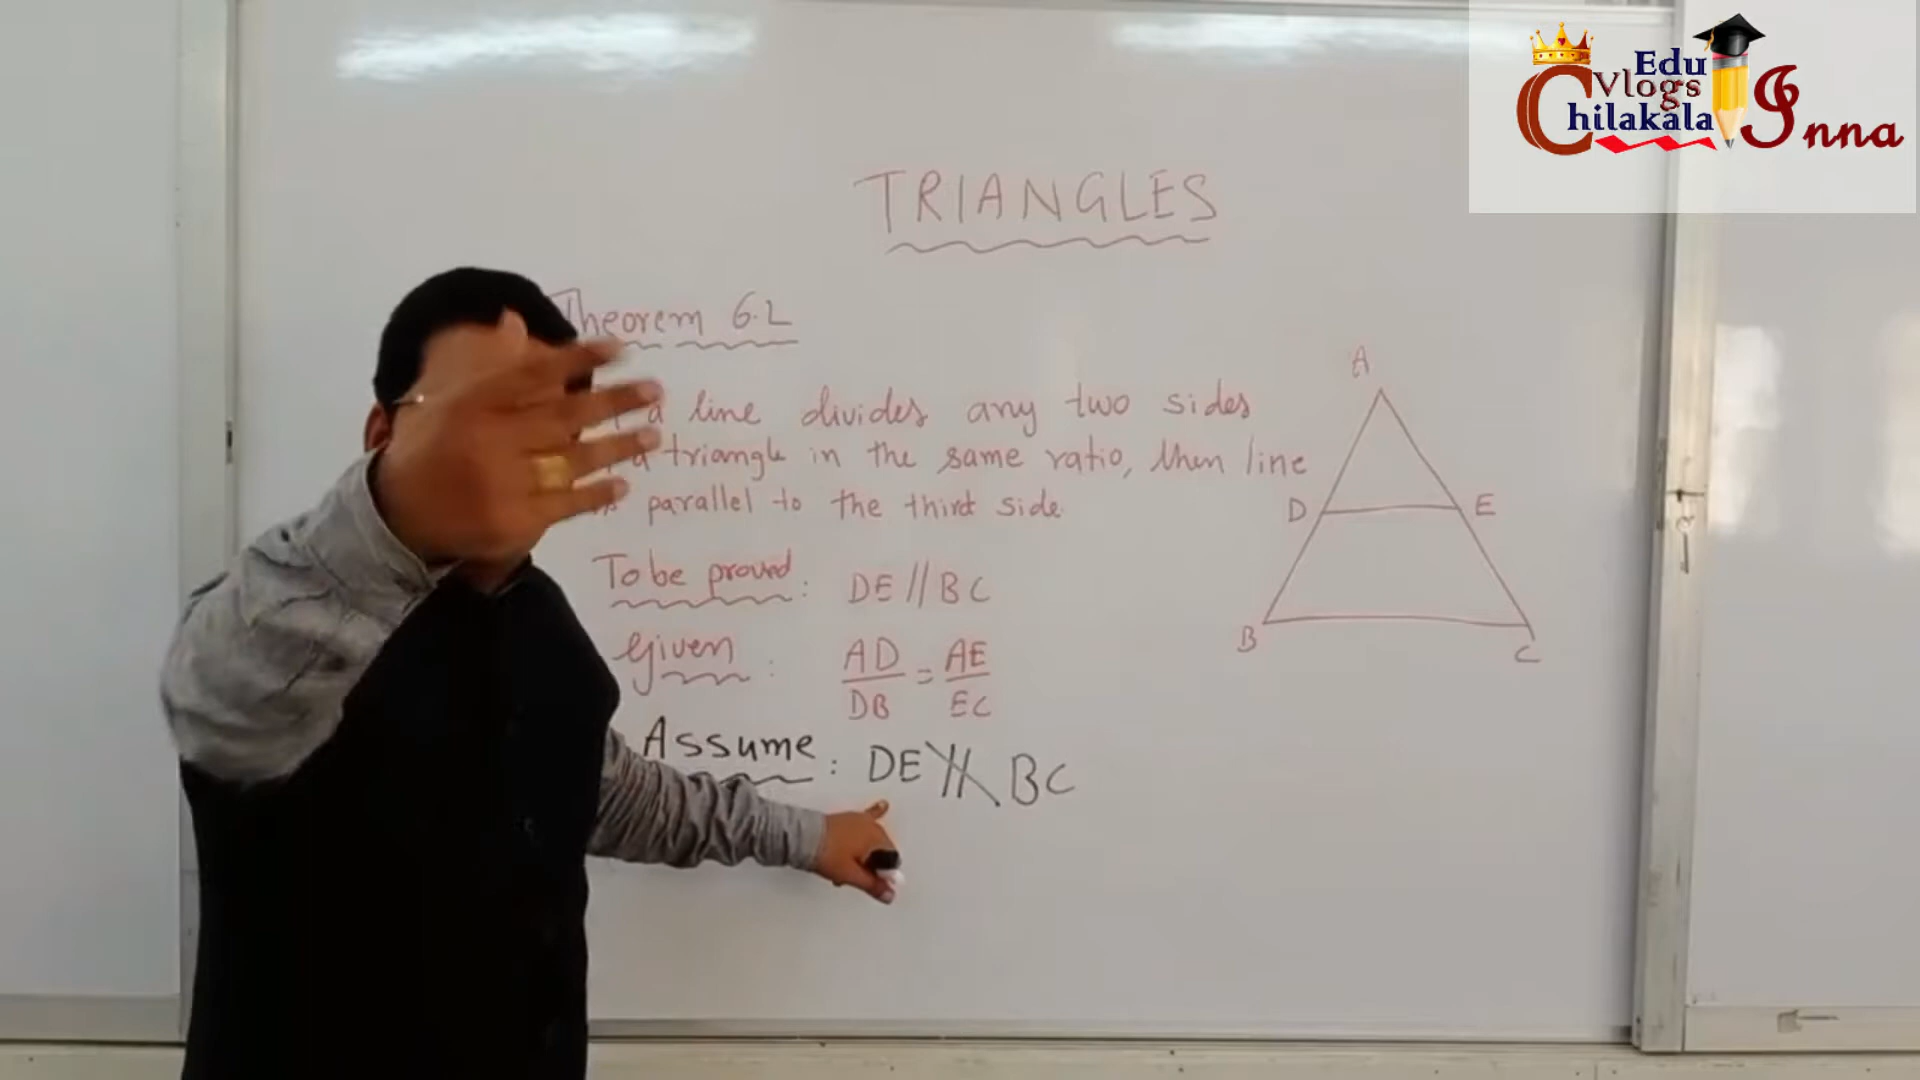 Edu
Vlogs
Chilakala Inna
TRIANGLES
Theorem 6.2
a line divides any two sides
a triangle in the same ratio, then line
parallel to the third side
To be proved : DE // BC
Given : AD/DB = AE/EC
Assume : DE ∦ BC
A
D E
B C